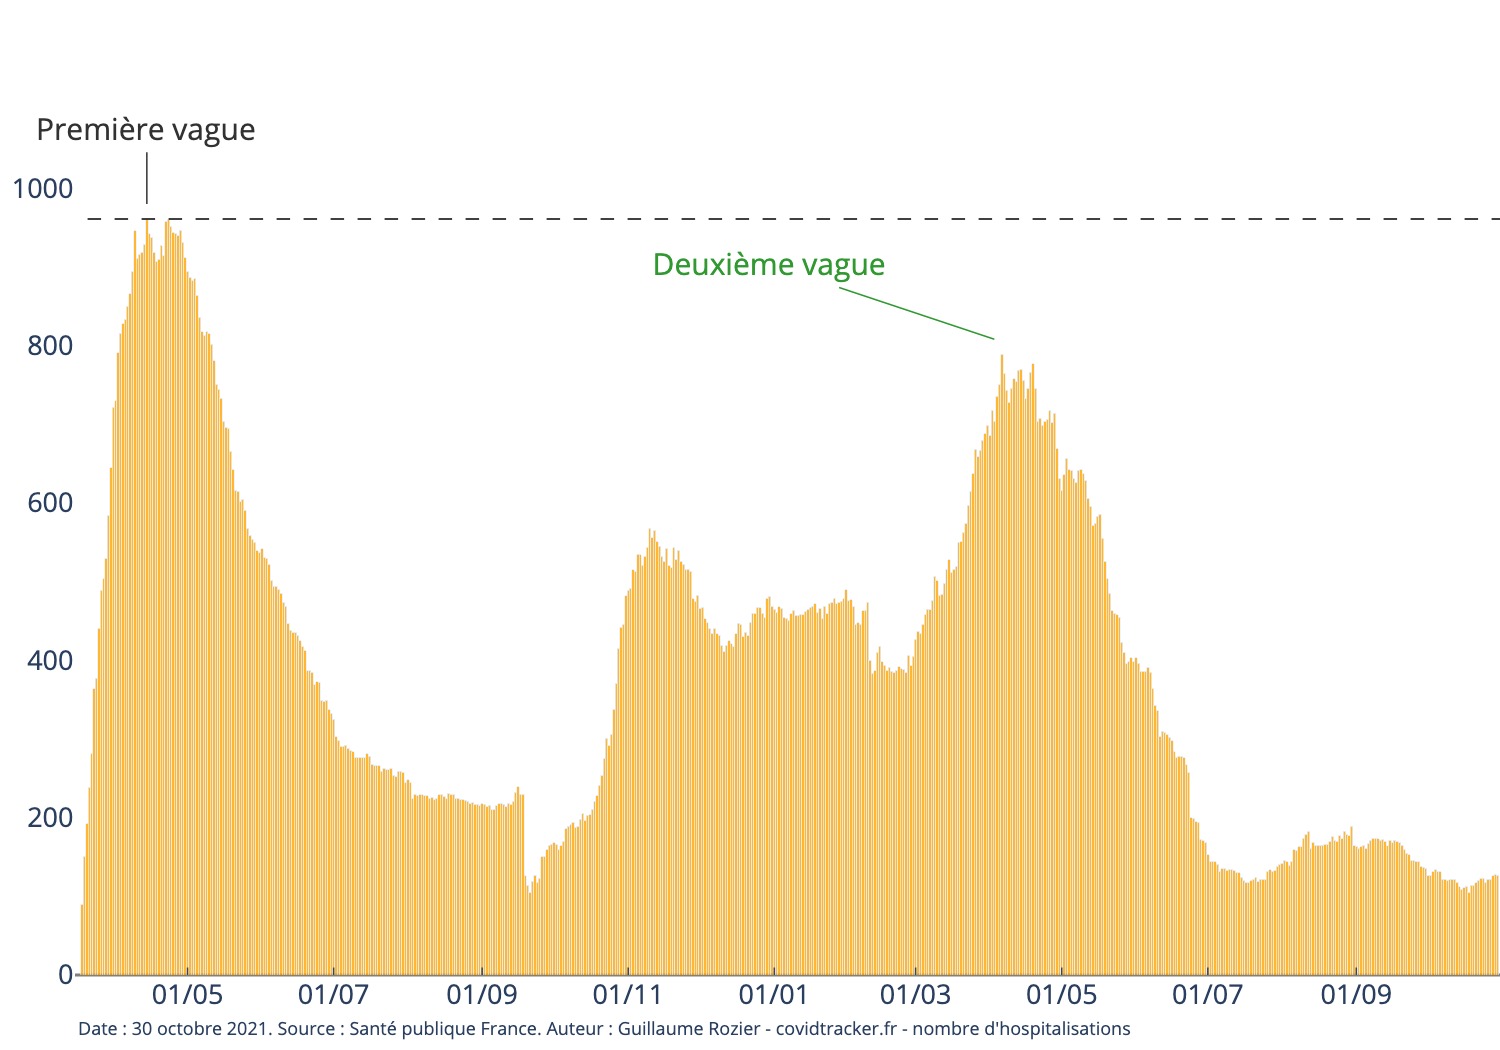 Première vague
1000
Deuxième vague
800
600
400
200
0
01/05 01/07 01/09 01/11 01/01 01/03 01/05 01/07 01/09
Date : 30 octobre 2021. Source : Santé publique France. Auteur : Guillaume Rozier - covidtracker.fr - nombre d'hospitalisations